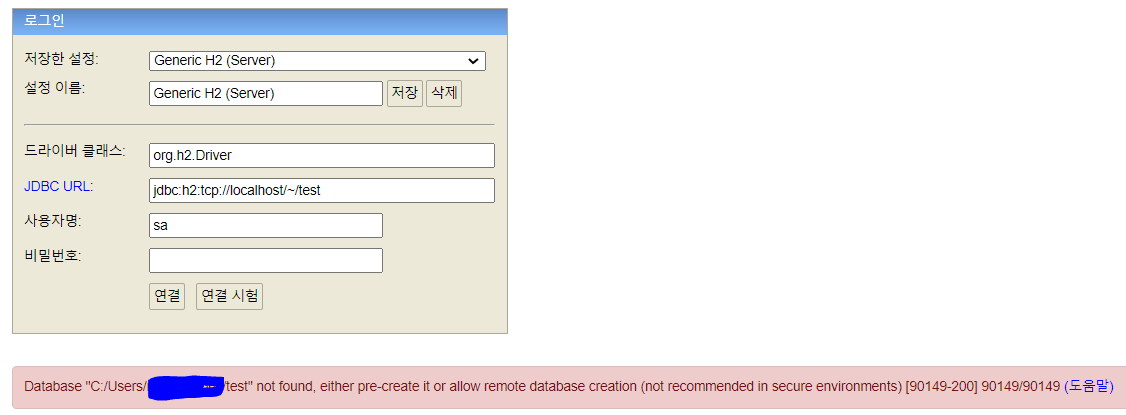 로그인
저장한 설정: Generic H2 (Server)
설정 이름: Generic H2 (Server) 저장 삭제
드라이버 클래스: org.h2.Driver
JDBC URL: jdbc:h2:tcp://localhost/~/test
사용자명: sa
비밀번호:
연결 연결 시험
Database "C:/Users/ /test" not found, either pre-create it or allow remote database creation (not recommended in secure environments) [90149-200] 90149/90149 (도움말)